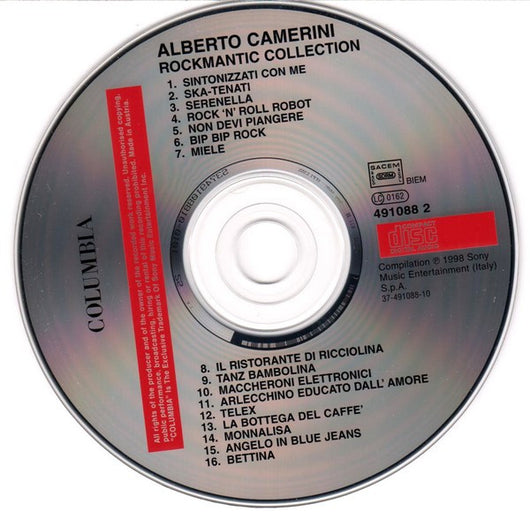 ALBERTO CAMERINI
ROCKMANTIC COLLECTION
1. SINTONIZZATI CON ME
2. SKA-TENATI
3. SERENELLA
4. ROCK 'N' ROLL ROBOT
5. NON DEVI PIANGERE
6. BIP BIP ROCK
7. MIELE
SACEM
BIEM
LC 0162
491088 2
COMPACT
disc
DIGITAL AUDIO
Compilation ℗ 1998 Sony
Music Entertainment (Italy)
S.p.A.
37-491088-10
8. IL RISTORANTE DI RICCIOLINA
9. TANZ BAMBOLINA
10. MACCHERONI ELETTRONICI
11. ARLECCHINO EDUCATO DALL' AMORE
12. TELEX
13. LA BOTTEGA DEL CAFFE'
14. MONNALISA
15. ANGELO IN BLUE JEANS
16. BETTINA
COLUMBIA
All rights of the producer and of the owner of the recorded work reserved. Unauthorised copying,
public performance, broadcasting, hiring or rental of this recording prohibited. Made in Austria.
"COLUMBIA" Is The Exclusive Trademark Of Sony Music Entertainment Inc.